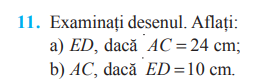 11. Examinați desenul. Aflați:
a) ED, dacă AC = 24 cm;
b) AC, dacă ED = 10 cm.